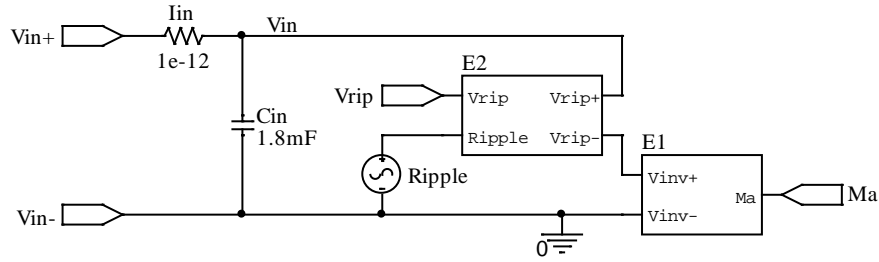 Iin
Vin+
Vin
1e-12
E2
Vrip
Vrip
Vrip+
Cin
1.8mF
Ripple
Vrip-
E1
Ripple
Vinv+
Ma
Ma
Vin-
Vinv-
0